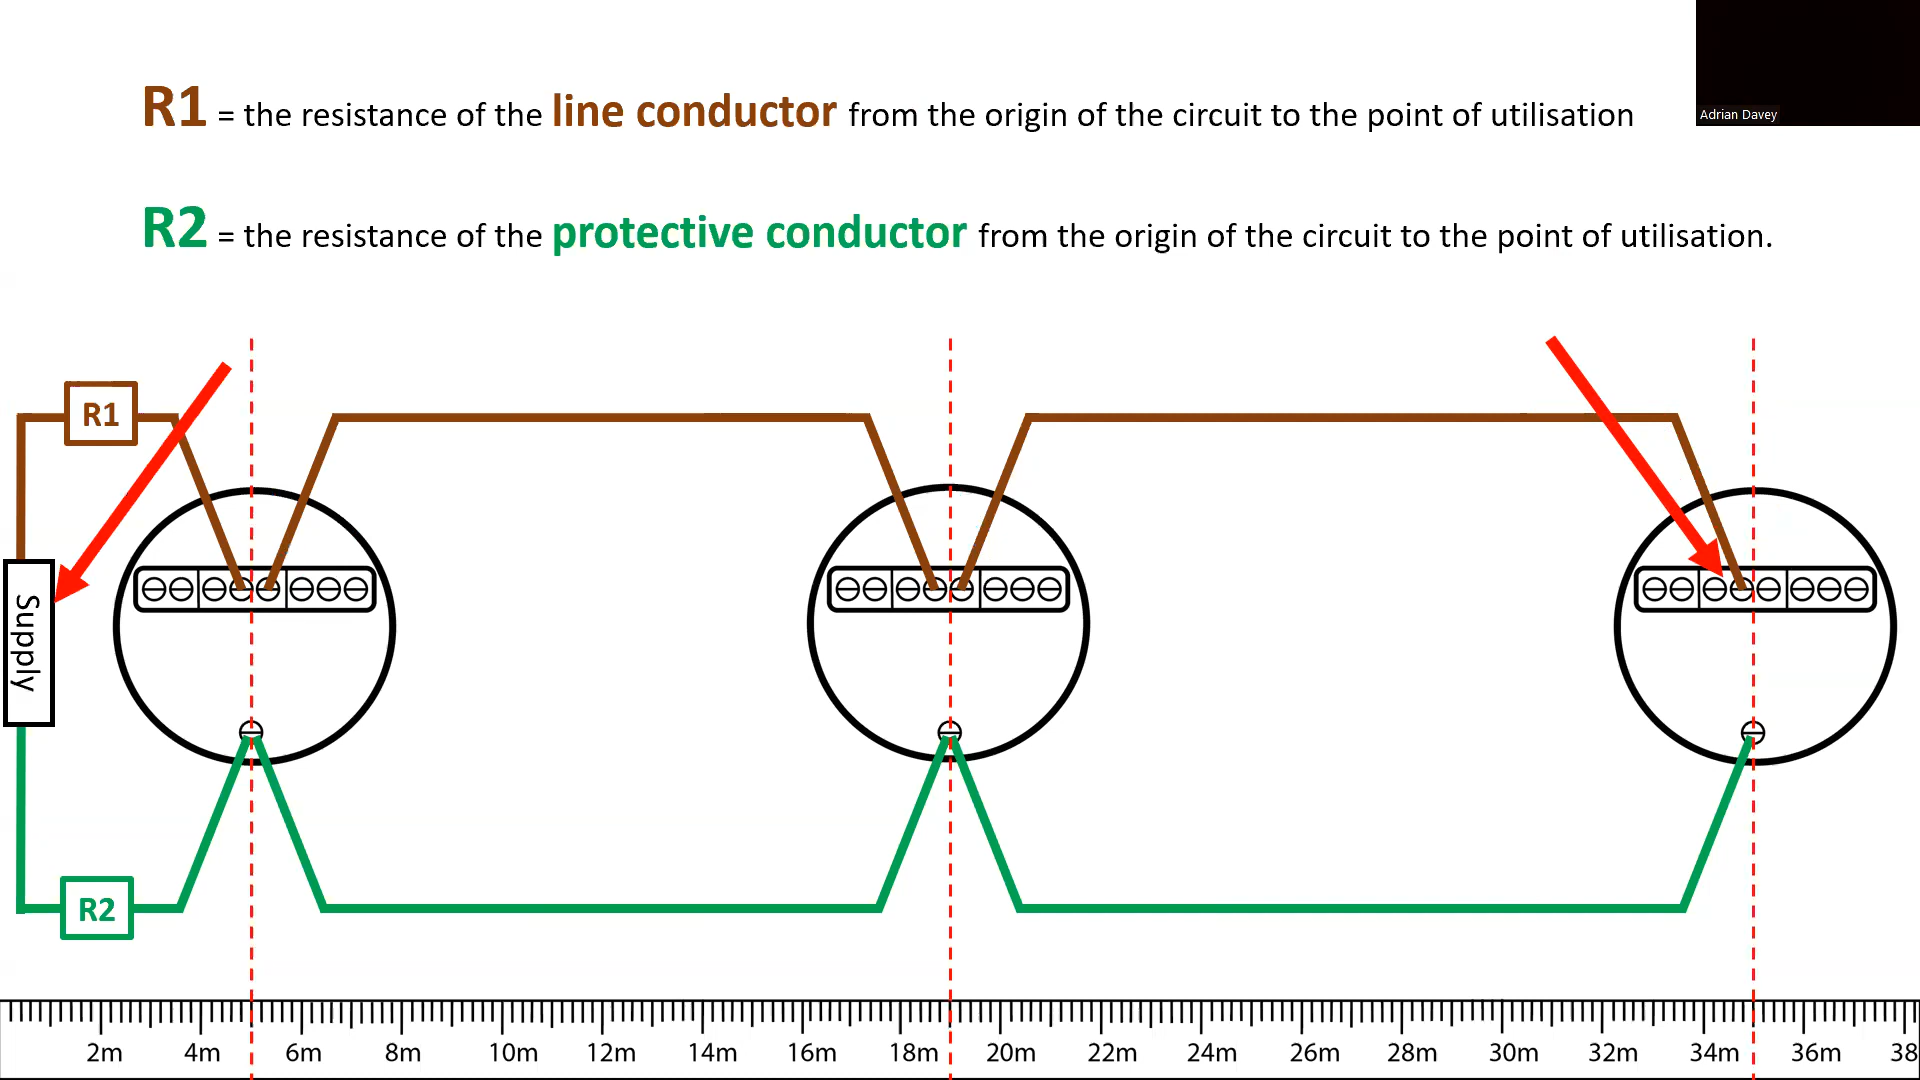 R1 = the resistance of the line conductor from the origin of the circuit to the point of utilisation
Adrian Davey
R2 = the resistance of the protective conductor from the origin of the circuit to the point of utilisation.
R1
Supply
R2
2m 4m 6m 8m 10m 12m 14m 16m 18m 20m 22m 24m 26m 28m 30m 32m 34m 36m 38